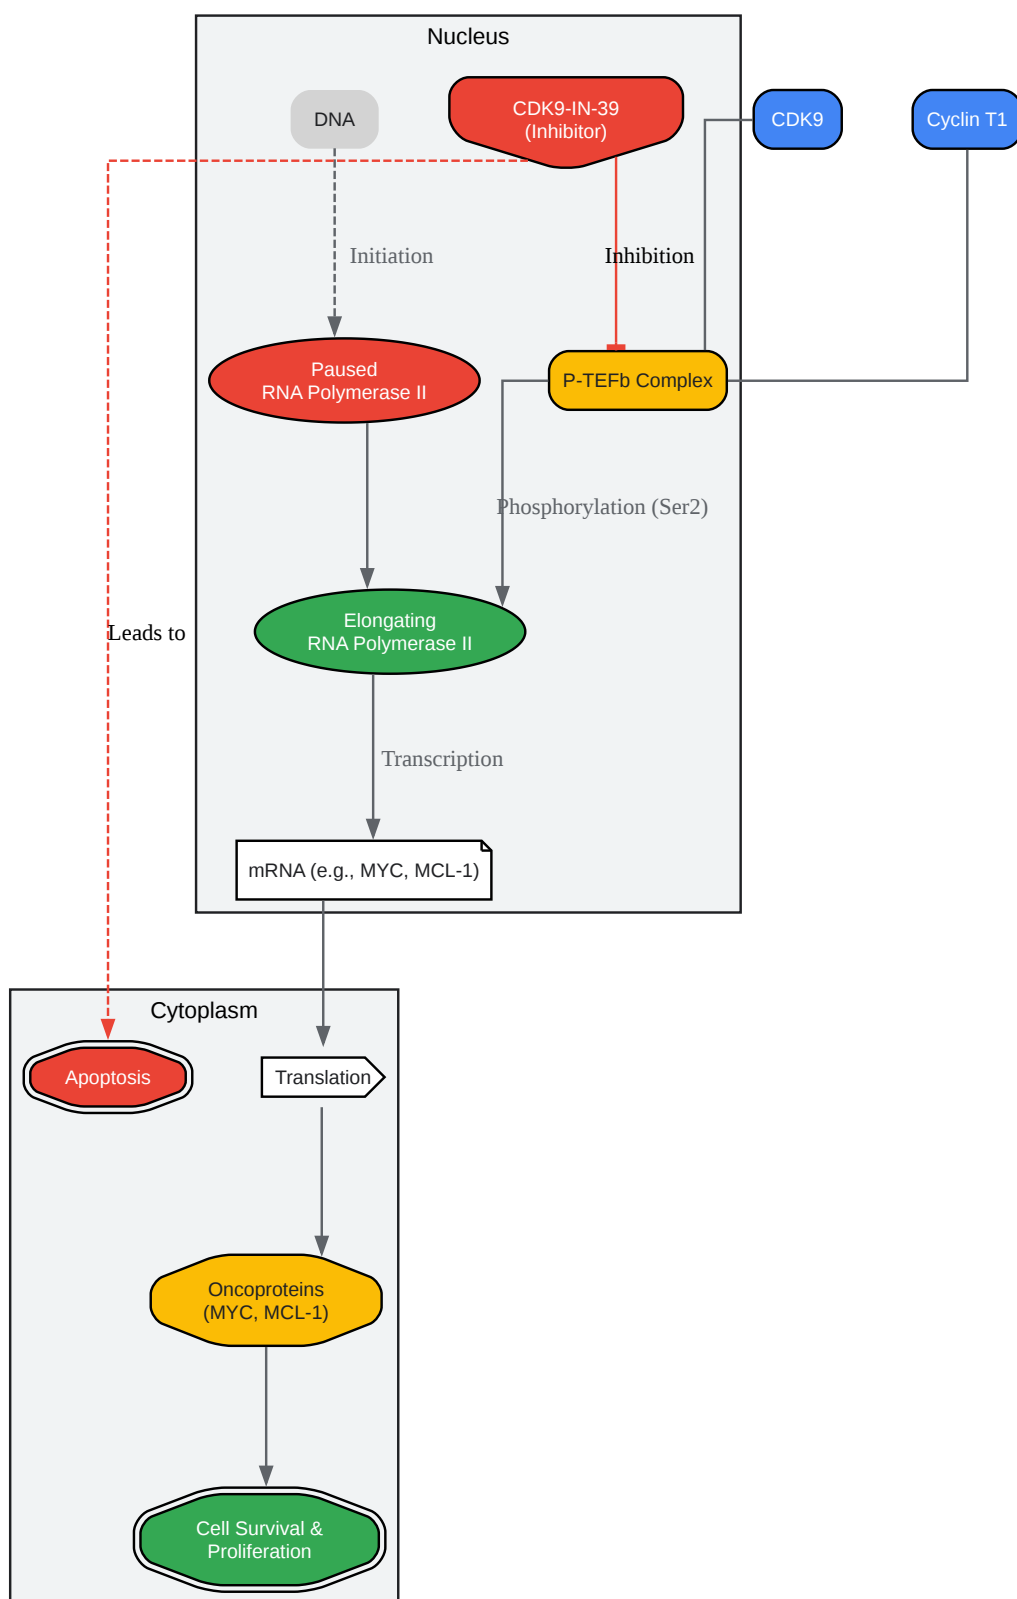 Nucleus
DNA
CDK9-IN-39
(Inhibitor)
CDK9
Cyclin T1
Initiation
Inhibition
Paused
RNA Polymerase II
P-TEFb Complex
Phosphorylation (Ser2)
Elongating
RNA Polymerase II
Leads to
Transcription
mRNA (e.g., MYC, MCL-1)
Cytoplasm
Apoptosis
Translation
Oncoproteins
(MYC, MCL-1)
Cell Survival &
Proliferation